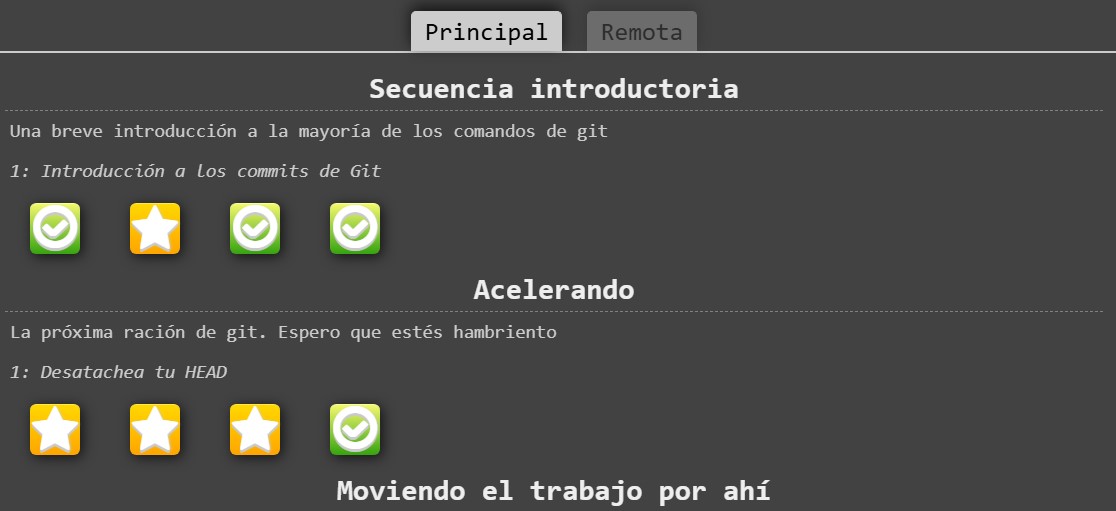 Principal
Remota
Secuencia introductoria
Una breve introducción a la mayoría de los comandos de git
1: Introducción a los commits de Git
Acelerando
La próxima ración de git. Espero que estés hambriento
1: Desatachea tu HEAD
Moviendo el trabajo por ahí